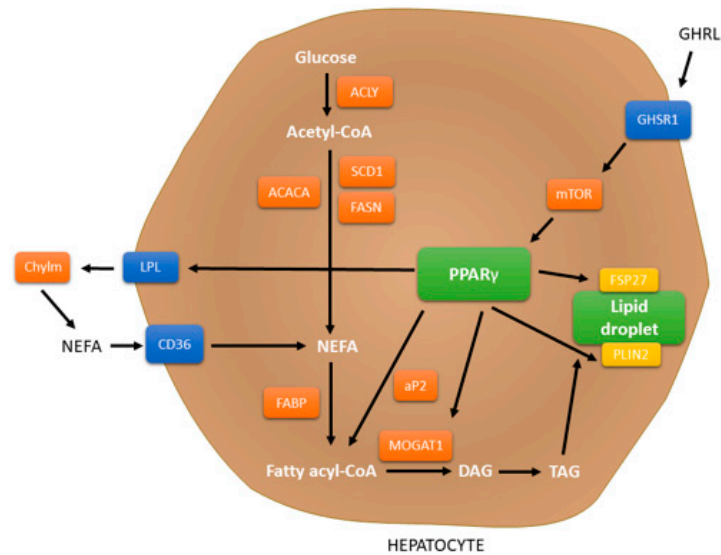 GHRL
Glucose
ACLY
GHSR1
Acetyl-CoA
SCD1
ACACA
FASN
mTOR
Chylm
LPL
PPARγ
FSP27
Lipid
droplet
PLIN2
NEFA
CD36
NEFA
aP2
FABP
MOGAT1
Fatty acyl-CoA
DAG
TAG
HEPATOCYTE